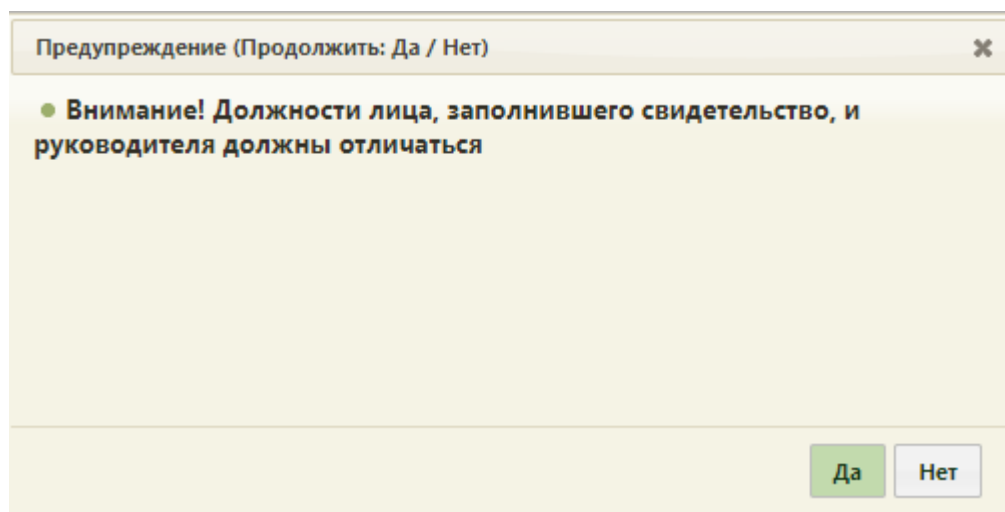 Предупреждение (Продолжить: Да / Нет)
Внимание! Должности лица, заполнившего свидетельство, и
руководителя должны отличаться
Да Нет